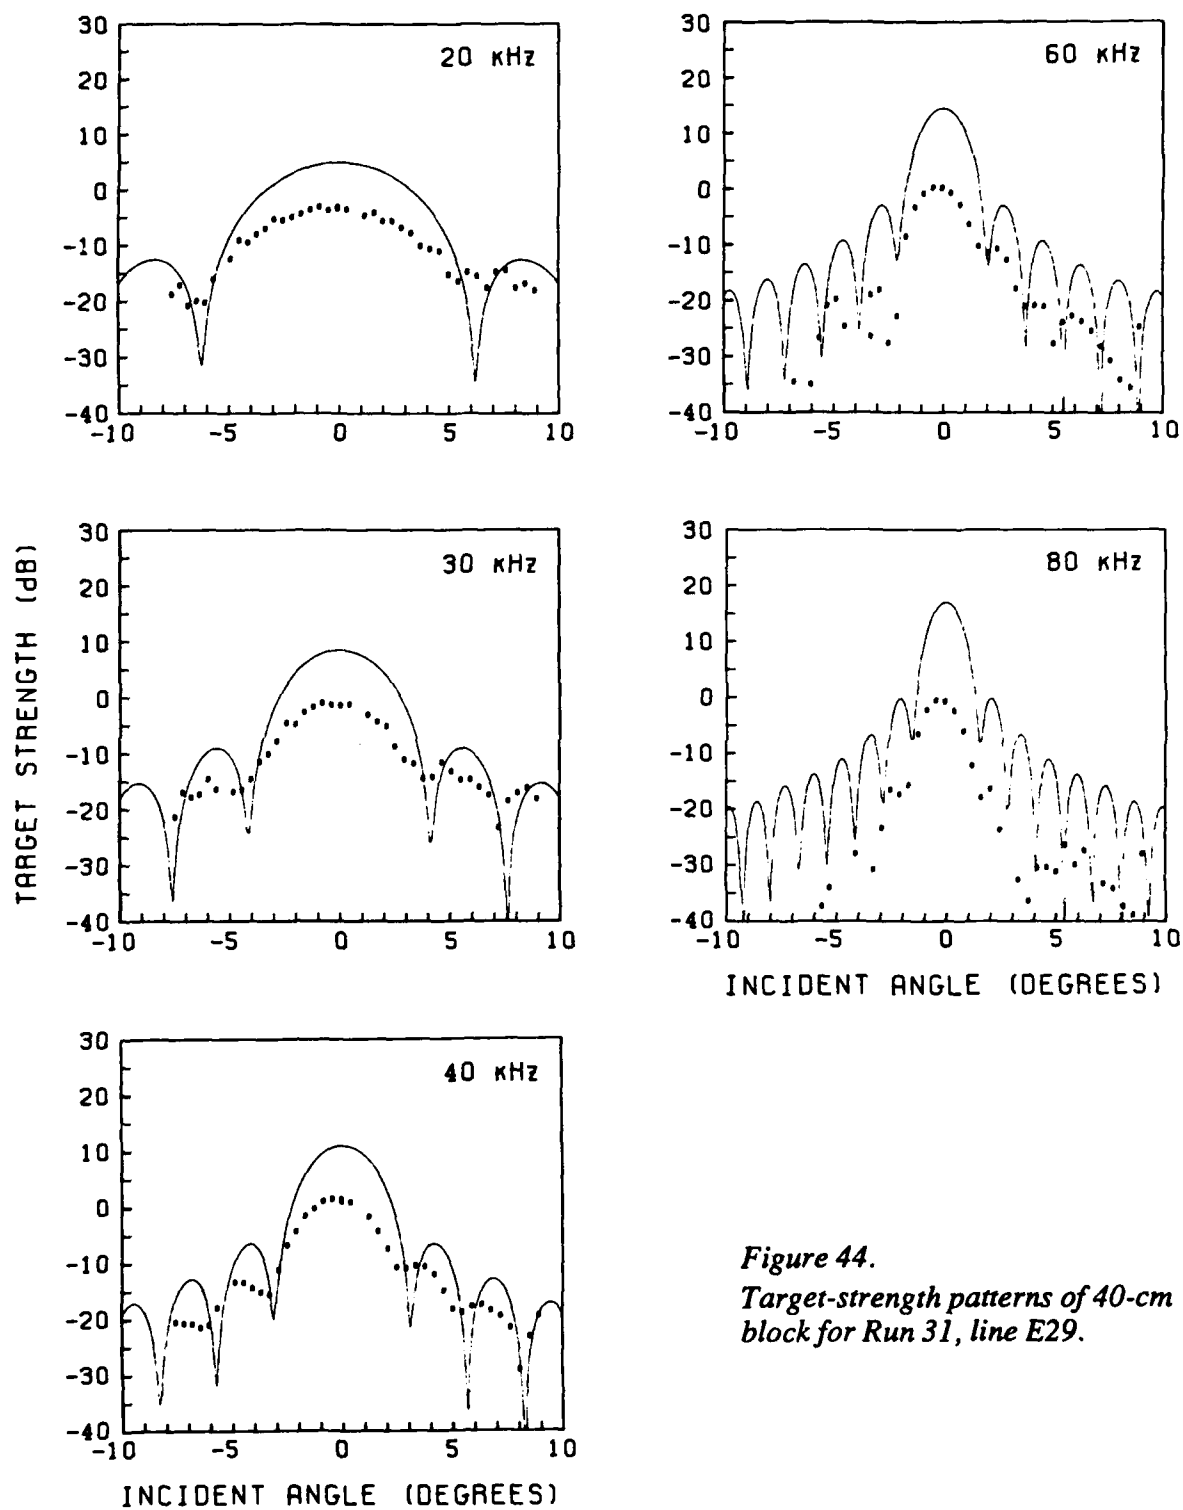 30
20 KHz
20
10
0
-10
-20
-30
-40
-10 -5 0 5 10
30
60 KHz
20
10
0
-10
-20
-30
-40
-10 -5 0 5 10
TARGET STRENGTH (dB)
30
30 KHz
20
10
0
-10
-20
-30
-40
-10 -5 0 5 10
30
80 KHz
20
10
0
-10
-20
-30
-40
-10 -5 0 5 10
INCIDENT ANGLE (DEGREES)
30
40 KHz
20
10
0
-10
-20
-30
-40
-10 -5 0 5 10
INCIDENT ANGLE (DEGREES)
Figure 44.
Target-strength patterns of 40-cm
block for Run 31, line E29.